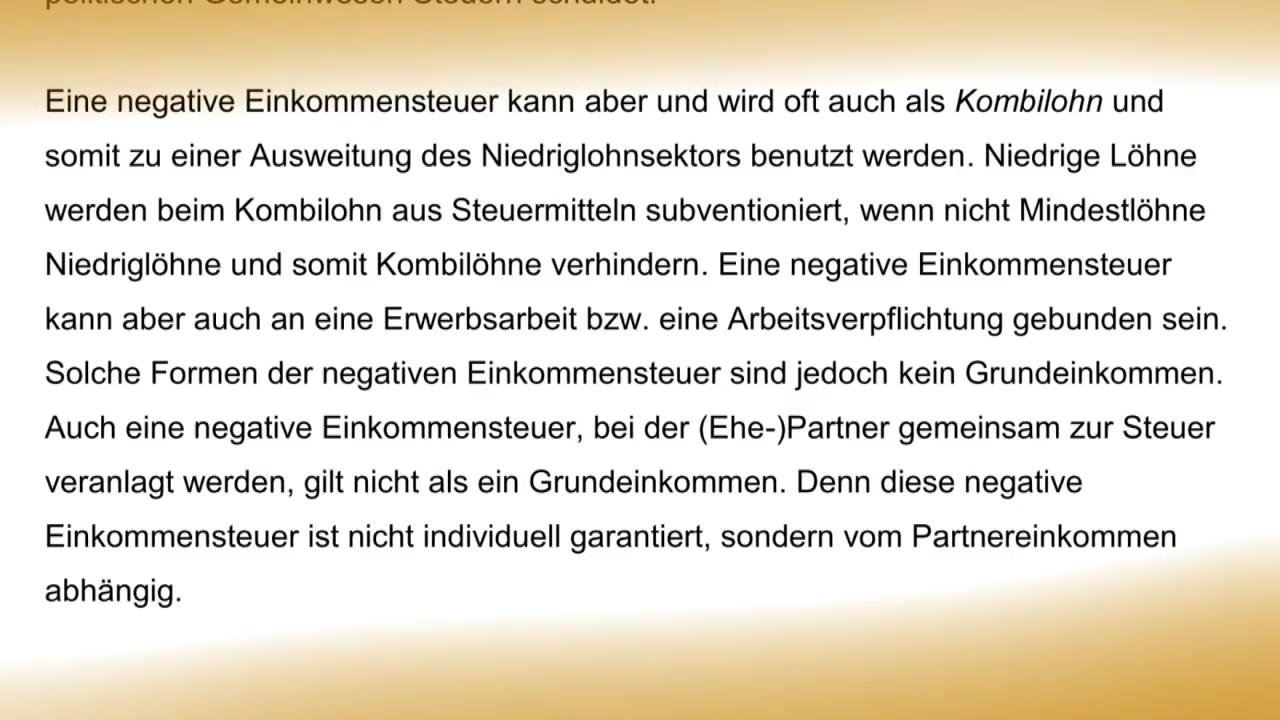 politischen Gemeinwesen Steuern schuldet.
Eine negative Einkommensteuer kann aber und wird oft auch als Kombilohn und
somit zu einer Ausweitung des Niedriglohnsektors benutzt werden. Niedrige Löhne
werden beim Kombilohn aus Steuermitteln subventioniert, wenn nicht Mindestlöhne
Niedriglöhne und somit Kombilöhne verhindern. Eine negative Einkommensteuer
kann aber auch an eine Erwerbsarbeit bzw. eine Arbeitsverpflichtung gebunden sein.
Solche Formen der negativen Einkommensteuer sind jedoch kein Grundeinkommen.
Auch eine negative Einkommensteuer, bei der (Ehe-)Partner gemeinsam zur Steuer
veranlagt werden, gilt nicht als ein Grundeinkommen. Denn diese negative
Einkommensteuer ist nicht individuell garantiert, sondern vom Partnereinkommen
abhängig.